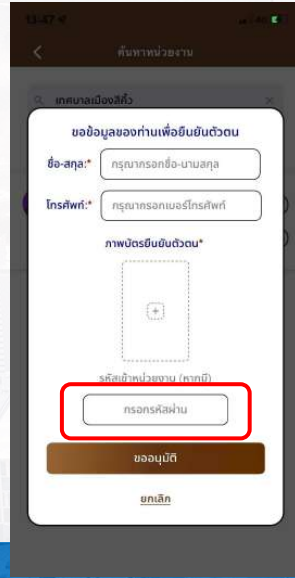 13:47
ค้นหาหน่วยงาน
เทศบาลเมืองสีคิ้ว
ขอข้อมูลของท่านเพื่อยืนยันตัวตน
ชื่อ-สกุล:* กรุณากรอกชื่อ-นามสกุล
โทรศัพท์:* กรุณากรอกเบอร์โทรศัพท์
ภาพบัตรยืนยันตัวตน*
รหัสเข้าหน่วยงาน (หากมี)
กรอกรหัสผ่าน
ขออนุมัติ
ยกเลิก